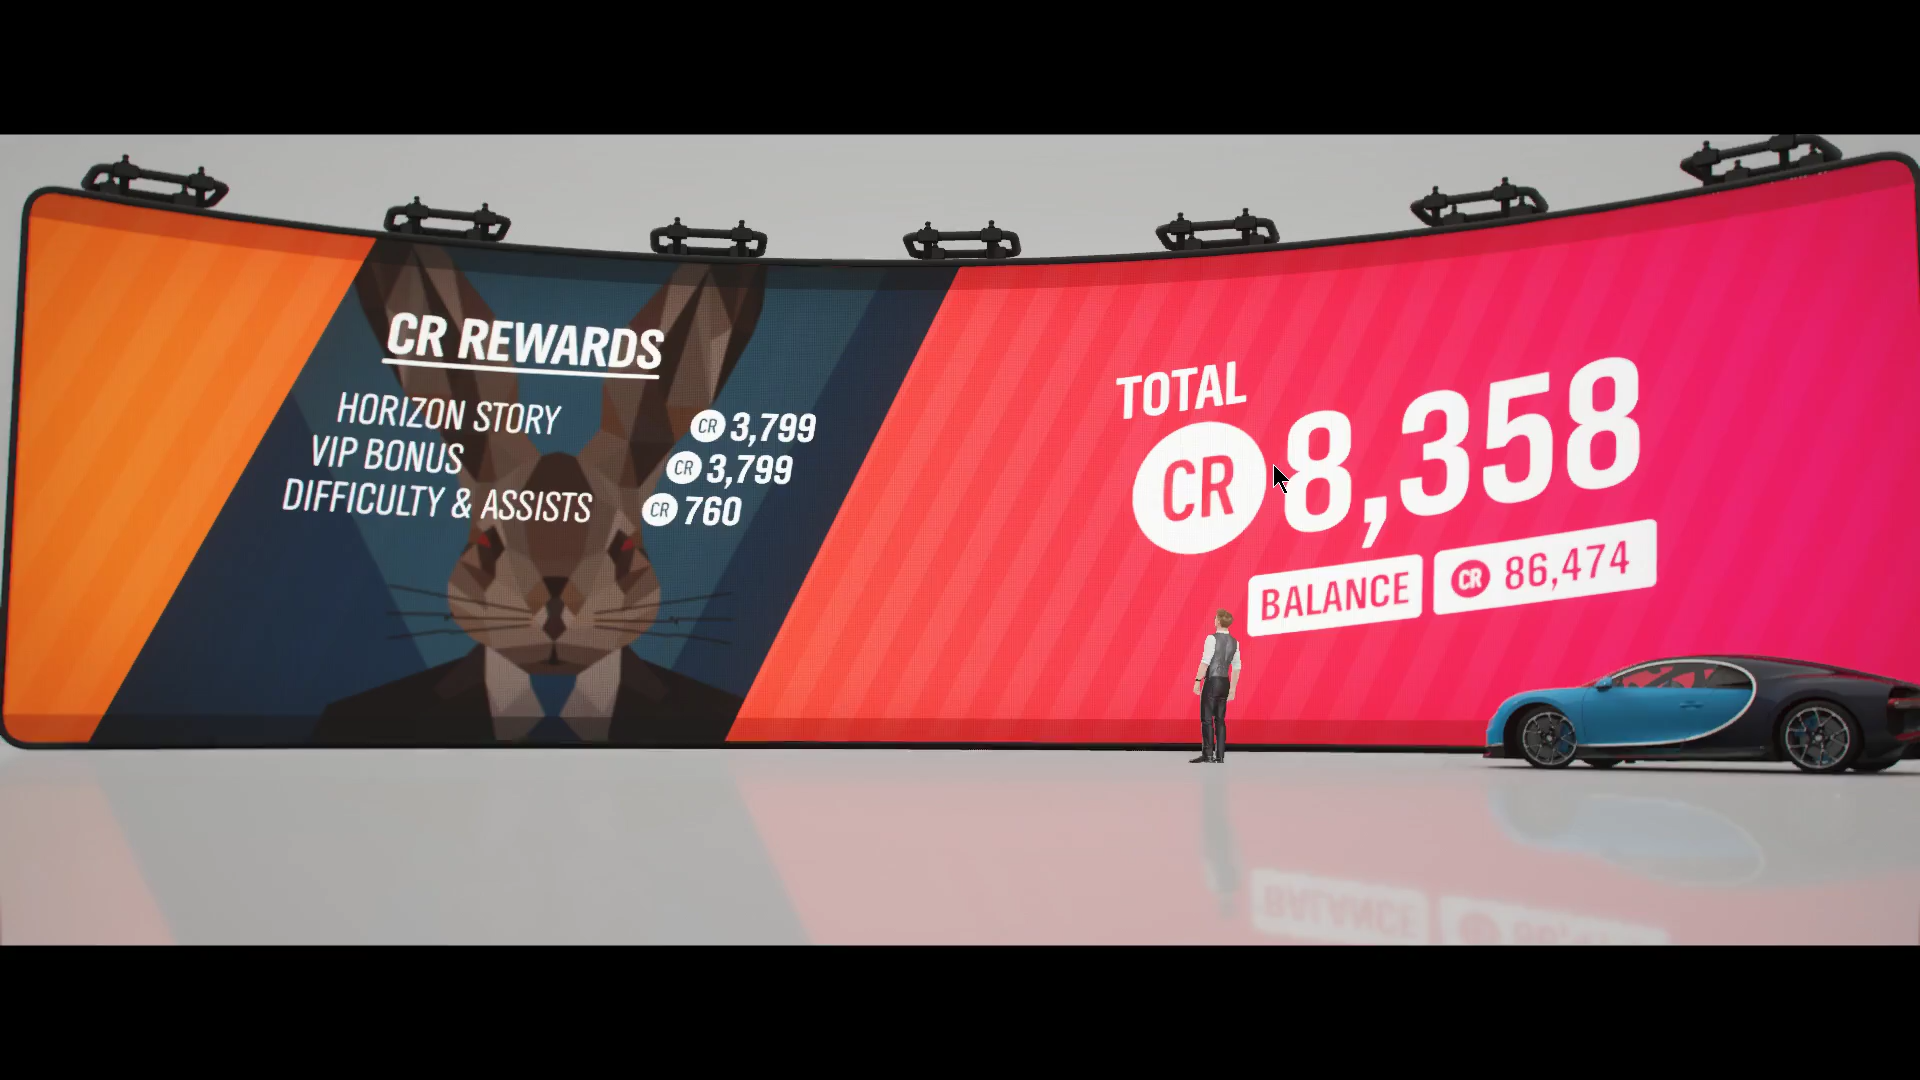 CR REWARDS
HORIZON STORY CR 3,799
VIP BONUS CR 3,799
DIFFICULTY & ASSISTS CR 760
TOTAL
CR 8,358
BALANCE CR 86,474